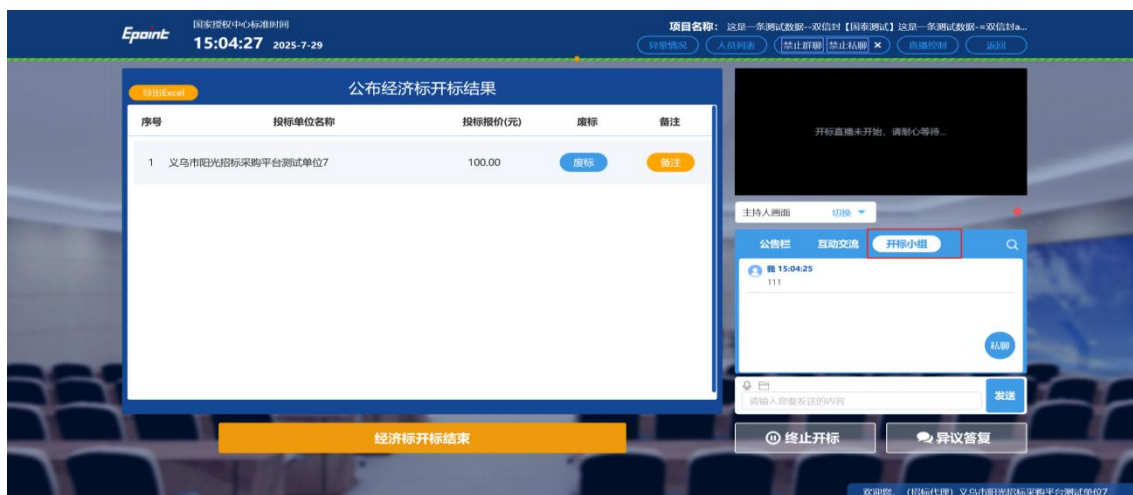 Epoint
国家授权中心标准时间
15:04:27 2025-7-29
项目名称： 这是一条测试数据--双信封【国泰测试】这是一条测试数据-=双信封a...
异常情况 人员列表 禁止群聊 禁止私聊 × 直播控制 返回
导出Excel
公布经济标开标结果
序号 投标单位名称 投标报价(元) 废标 备注
1 义乌市阳光招标采购平台测试单位7 100.00 废标 备注
经济标开标结束
开标直播未开始，请耐心等待...
主持人画面 切换
公告栏 互动交流 开标小组
我 15:04:25
111
私聊
请输入您要发送的内容
发送
终止开标 异议答复
欢迎您，（招标代理）义乌市阳光招标采购平台测试单位07